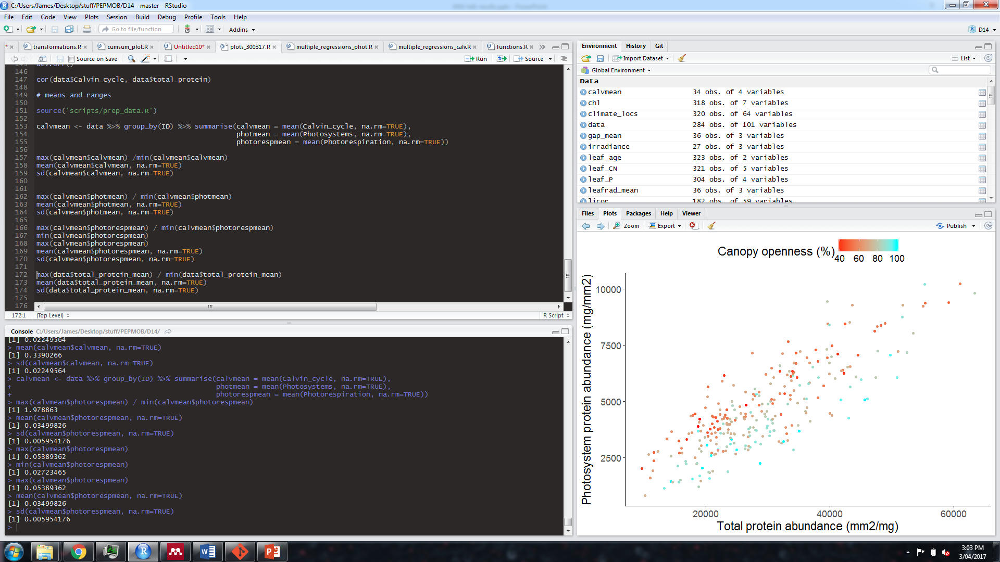 C:/Users/James/Desktop/stuff/PEPMOB/D14 - master - RStudio
File Edit Code View Plots Session Build Debug Profile Tools Help
Go to file/function Addins D14
transformations.R cumsum_plot.R Untitled10* plots_300317.R multiple_regressions_phot.R multiple_regressions_calv.R functions.R
Source on Save Run Source
145 dev.off()
146
147 cor(data$Calvin_cycle, data$total_protein)
148
149 # means and ranges
150
151 source('scripts/prep_data.R')
152
153 calvmean <- data %>% group_by(ID) %>% summarise(calvmean = mean(Calvin_cycle, na.rm=TRUE),
154 photmean = mean(Photosystems, na.rm=TRUE),
155 photorespmean = mean(Photorespiration, na.rm=TRUE))
156
157 max(calvmean$calvmean) /min(calvmean$calvmean)
158 mean(calvmean$calvmean, na.rm=TRUE)
159 sd(calvmean$calvmean, na.rm=TRUE)
160
161
162 max(calvmean$photmean) / min(calvmean$photmean)
163 mean(calvmean$photmean, na.rm=TRUE)
164 sd(calvmean$photmean, na.rm=TRUE)
165
166 max(calvmean$photorespmean) / min(calvmean$photorespmean)
167 min(calvmean$photorespmean)
168 max(calvmean$photorespmean)
169 mean(calvmean$photorespmean, na.rm=TRUE)
170 sd(calvmean$photorespmean, na.rm=TRUE)
171
172 max(data$total_protein_mean) / min(data$total_protein_mean)
173 mean(data$total_protein_mean, na.rm=TRUE)
174 sd(data$total_protein_mean, na.rm=TRUE)
175
176
172:1 (Top Level) R Script
Console C:/Users/James/Desktop/stuff/PEPMOB/D14/
[1] 0.02249564
> mean(calvmean$calvmean, na.rm=TRUE)
[1] 0.3390266
> sd(calvmean$calvmean, na.rm=TRUE)
[1] 0.02249564
> calvmean <- data %>% group_by(ID) %>% summarise(calvmean = mean(Calvin_cycle, na.rm=TRUE),
+ photmean = mean(Photosystems, na.rm=TRUE),
+ photorespmean = mean(Photorespiration, na.rm=TRUE))
> max(calvmean$photorespmean) / min(calvmean$photorespmean)
[1] 1.978863
> mean(calvmean$photorespmean, na.rm=TRUE)
[1] 0.03499826
> sd(calvmean$photorespmean, na.rm=TRUE)
[1] 0.005954176
> max(calvmean$photorespmean)
[1] 0.05389362
> min(calvmean$photorespmean)
[1] 0.02723465
> max(calvmean$photorespmean)
[1] 0.05389362
> mean(calvmean$photorespmean, na.rm=TRUE)
[1] 0.03499826
> sd(calvmean$photorespmean, na.rm=TRUE)
[1] 0.005954176
>
Environment History Git
Import Dataset List
Global Environment
Data
calvmean 34 obs. of 4 variables
chl 318 obs. of 7 variables
climate_locs 320 obs. of 64 variables
data 284 obs. of 101 variables
gap_mean 36 obs. of 3 variables
irradiance 27 obs. of 3 variables
leaf_age 323 obs. of 2 variables
leaf_CN 321 obs. of 5 variables
leaf_P 304 obs. of 4 variables
leafrad_mean 36 obs. of 3 variables
licor 182 obs. of 59 variables
Files Plots Packages Help Viewer
Zoom Export Publish
Canopy openness (%)
40 60 80 100
Photosystem protein abundance (mg/mm2)
10000
7500
5000
2500
20000 40000 60000
Total protein abundance (mm2/mg)
3:03 PM
3/04/2017